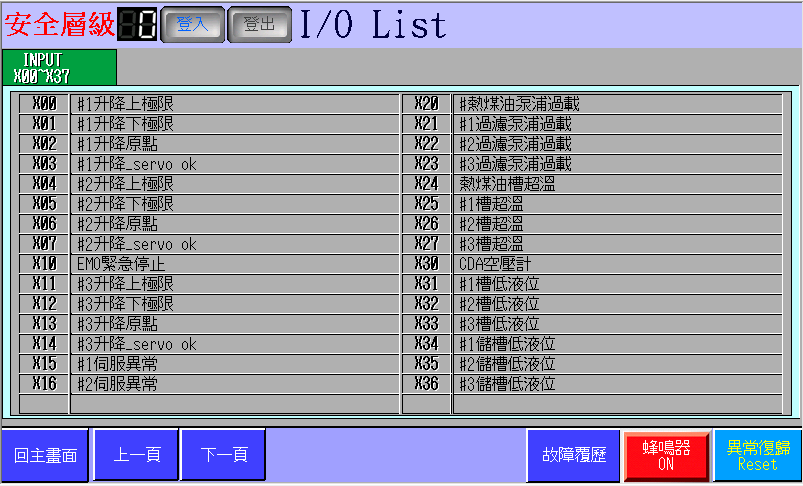 安全層級 0 登入 登出 I/O List
INPUT
X00~X37
X00 #1升降上極限 X20 #熱煤油泵浦過載
X01 #1升降下極限 X21 #1過濾泵浦過載
X02 #1升降原點 X22 #2過濾泵浦過載
X03 #1升降_servo ok X23 #3過濾泵浦過載
X04 #2升降上極限 X24 熱煤油槽超溫
X05 #2升降下極限 X25 #1槽超溫
X06 #2升降原點 X26 #2槽超溫
X07 #2升降_servo ok X27 #3槽超溫
X10 EMO緊急停止 X30 CDA空壓計
X11 #3升降上極限 X31 #1槽低液位
X12 #3升降下極限 X32 #2槽低液位
X13 #3升降原點 X33 #3槽低液位
X14 #3升降_servo ok X34 #1儲槽低液位
X15 #1伺服異常 X35 #2儲槽低液位
X16 #2伺服異常 X36 #3儲槽低液位
回主畫面 上一頁 下一頁 故障履歷 蜂鳴器 異常復歸
ON Reset